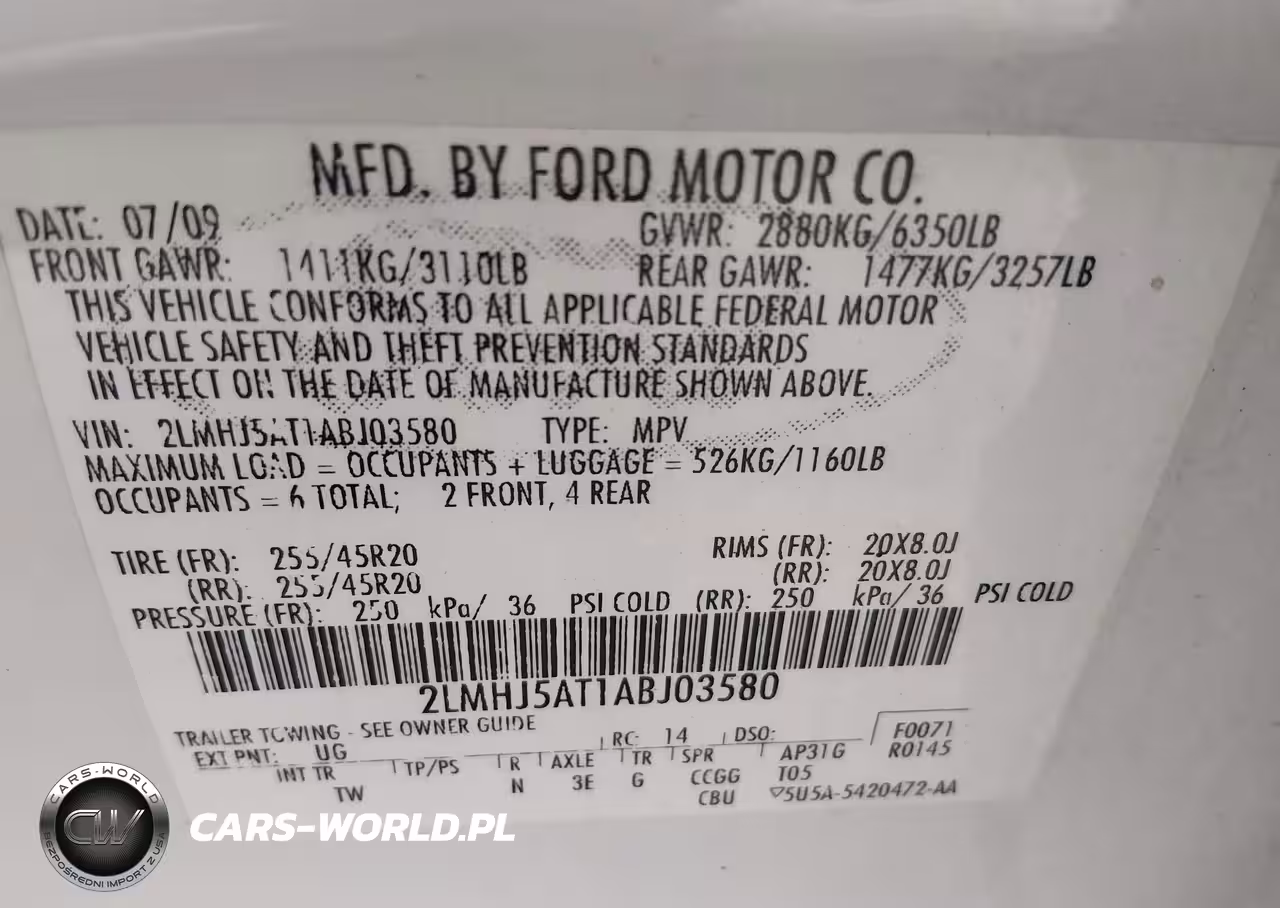 MFD. BY FORD MOTOR CO.
DATE: 07/09 GVWR: 2880KG/6350LB
FRONT GAWR: 1411KG/3110LB REAR GAWR: 1477KG/3257LB
THIS VEHICLE CONFORMS TO ALL APPLICABLE FEDERAL MOTOR
VEHICLE SAFETY AND THEFT PREVENTION STANDARDS
IN EFFECT ON THE DATE OF MANUFACTURE SHOWN ABOVE.
VIN: 2LMHJ5AT1ABJ03580 TYPE: MPV
MAXIMUM LOAD = OCCUPANTS + LUGGAGE = 526KG/1160LB
OCCUPANTS = 6 TOTAL; 2 FRONT, 4 REAR
TIRE (FR): 255/45R20 RIMS (FR): 20X8.0J
(RR): 255/45R20 (RR): 20X8.0J
PRESSURE (FR): 250 kPa/ 36 PSI COLD (RR): 250 kPa/ 36 PSI COLD
2LMHJ5AT1ABJ03580
TRAILER TOWING - SEE OWNER GUIDE
EXT PNT: UG RC: 14 DSO: F0071
INT TR TP/PS R AXLE TR SPR AP31G R0145
TW N 3E G CCGG T05
CBU ▽5U5A-5420472-AA
CARS-WORLD
CW
BEZPOŚREDNI IMPORT Z USA
CARS-WORLD.PL